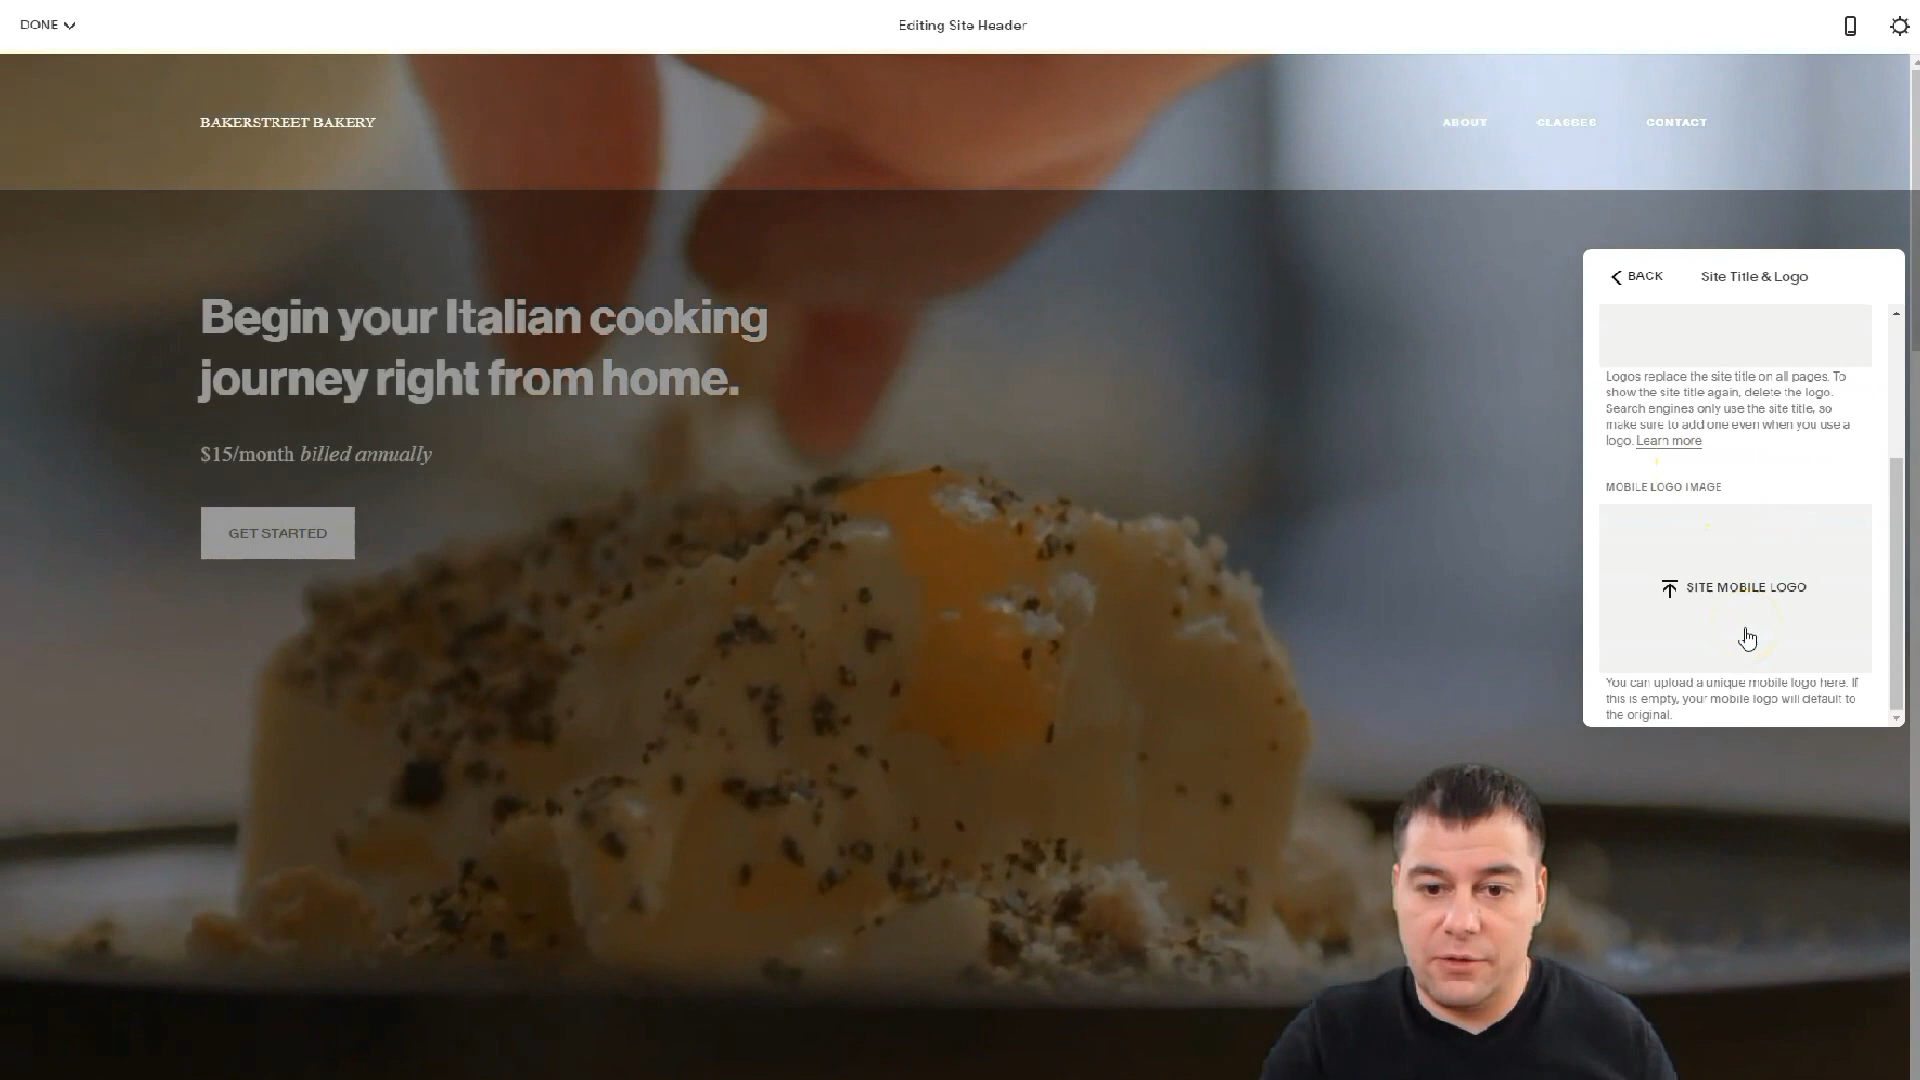 DONE
Editing Site Header
BAKERSTREET BAKERY
ABOUT
CLASSES
CONTACT
Begin your Italian cooking
journey right from home.
$15/month billed annually
GET STARTED
BACK
Site Title & Logo
Logos replace the site title on all pages. To
show the site title again, delete the logo.
Search engines only use the site title, so
make sure to add one even when you use a
logo. Learn more
MOBILE LOGO IMAGE
SITE MOBILE LOGO
You can upload a unique mobile logo here. If
this is empty, your mobile logo will default to
the original.